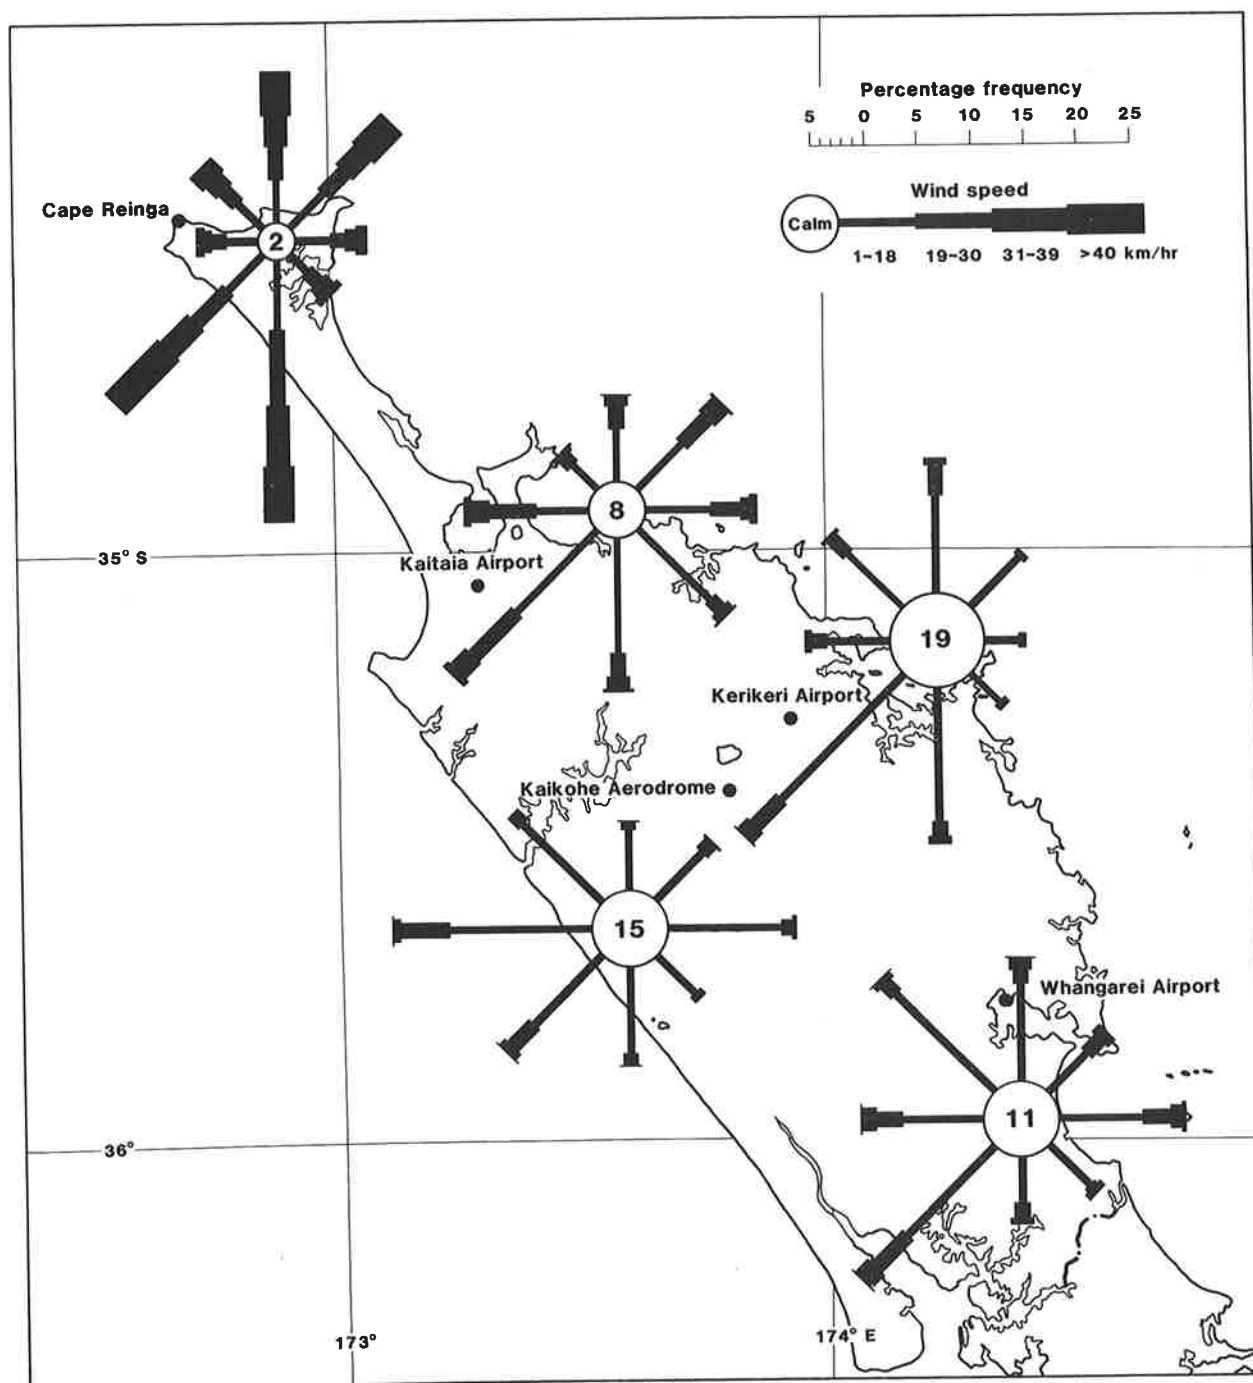 Percentage frequency
5 0 5 10 15 20 25
Wind speed
Calm
1-18 19-30 31-39 >40 km/hr
Cape Reinga
2
8
35° S
Kaitaia Airport
19
Kerikeri Airport
Kaikohe Aerodrome
15
Whangarei Airport
11
36°
173°
174° E